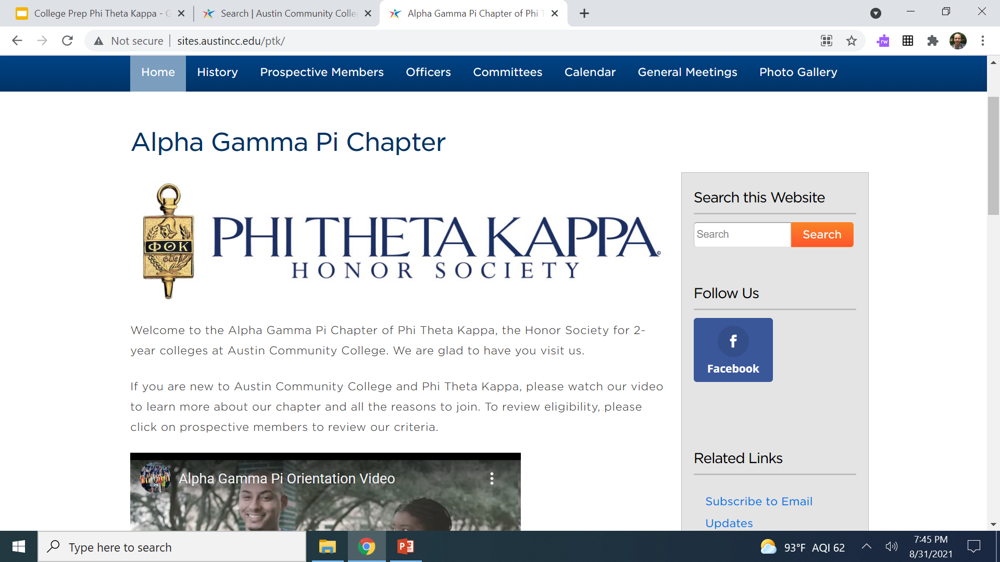 College Prep Phi Theta Kappa - G
Search | Austin Community Colle
Alpha Gamma Pi Chapter of Phi T
Not secure
sites.austincc.edu/ptk/
rw
Home
History
Prospective Members
Officers
Committees
Calendar
General Meetings
Photo Gallery
Alpha Gamma Pi Chapter
ΦΘΚ
PHI THETA KAPPA
HONOR SOCIETY
Welcome to the Alpha Gamma Pi Chapter of Phi Theta Kappa, the Honor Society for 2-
year colleges at Austin Community College. We are glad to have you visit us.
If you are new to Austin Community College and Phi Theta Kappa, please watch our video
to learn more about our chapter and all the reasons to join. To review eligibility, please
click on prospective members to review our criteria.
Alpha Gamma Pi Orientation Video
Search this Website
Search
Search
Follow Us
f
Facebook
Related Links
Subscribe to Email
Updates
Type here to search
P
93°F AQI 62
7:45 PM
8/31/2021